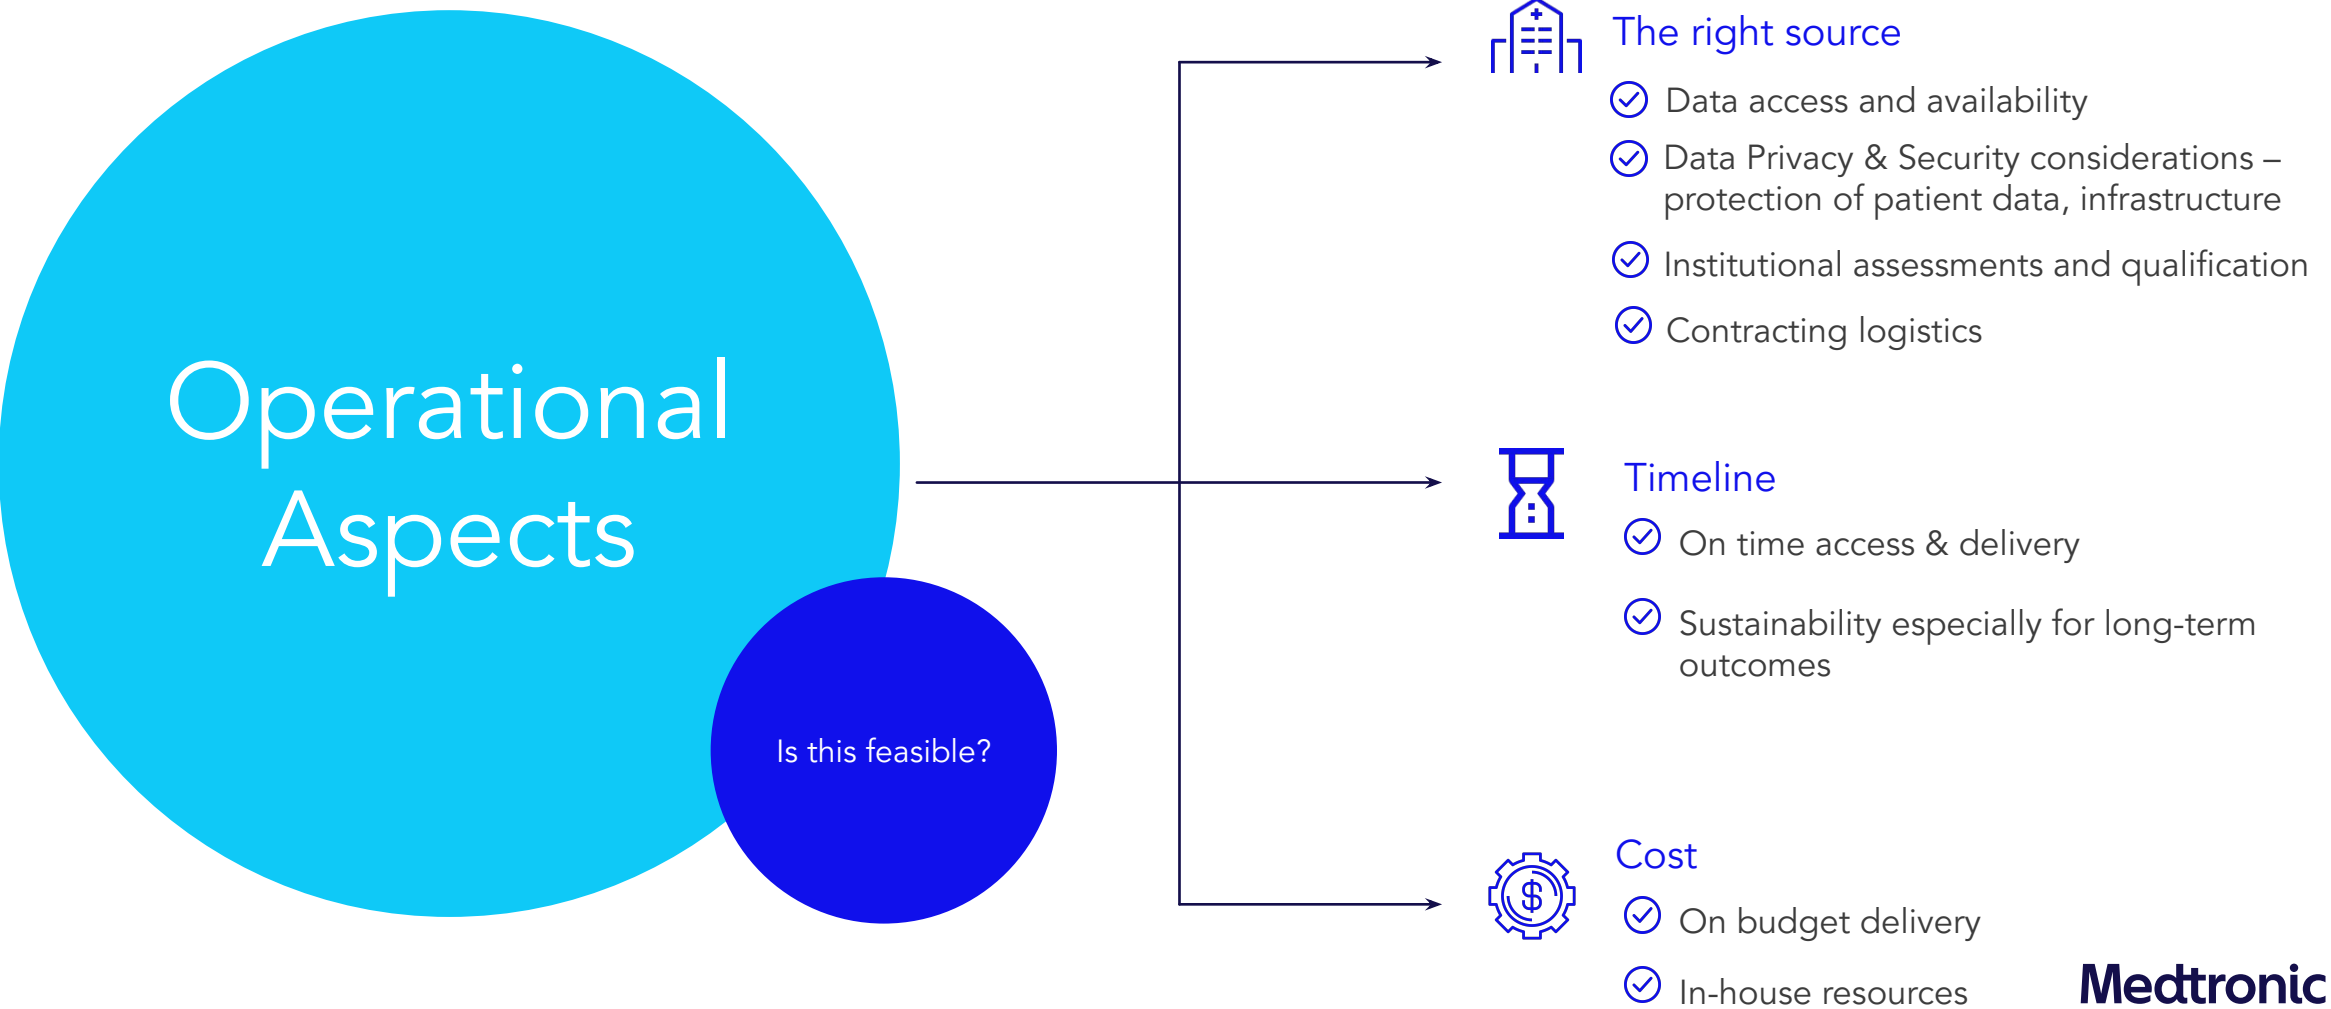 Operational
Aspects
Is this feasible?
The right source
Data access and availability
Data Privacy & Security considerations –
protection of patient data, infrastructure
Institutional assessments and qualification
Contracting logistics
Timeline
On time access & delivery
Sustainability especially for long-term
outcomes
Cost
$
On budget delivery
In-house resources
Medtronic